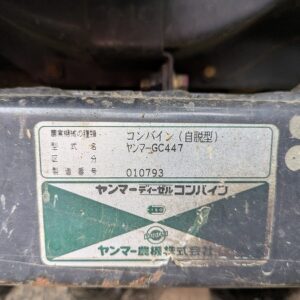 農業機械の種類 コンバイン(自脱型)
型式名 ヤンマーGC447
区分
製造番号 010793
ヤンマーディーゼルコンバイン
ヤンマー農機株式会社